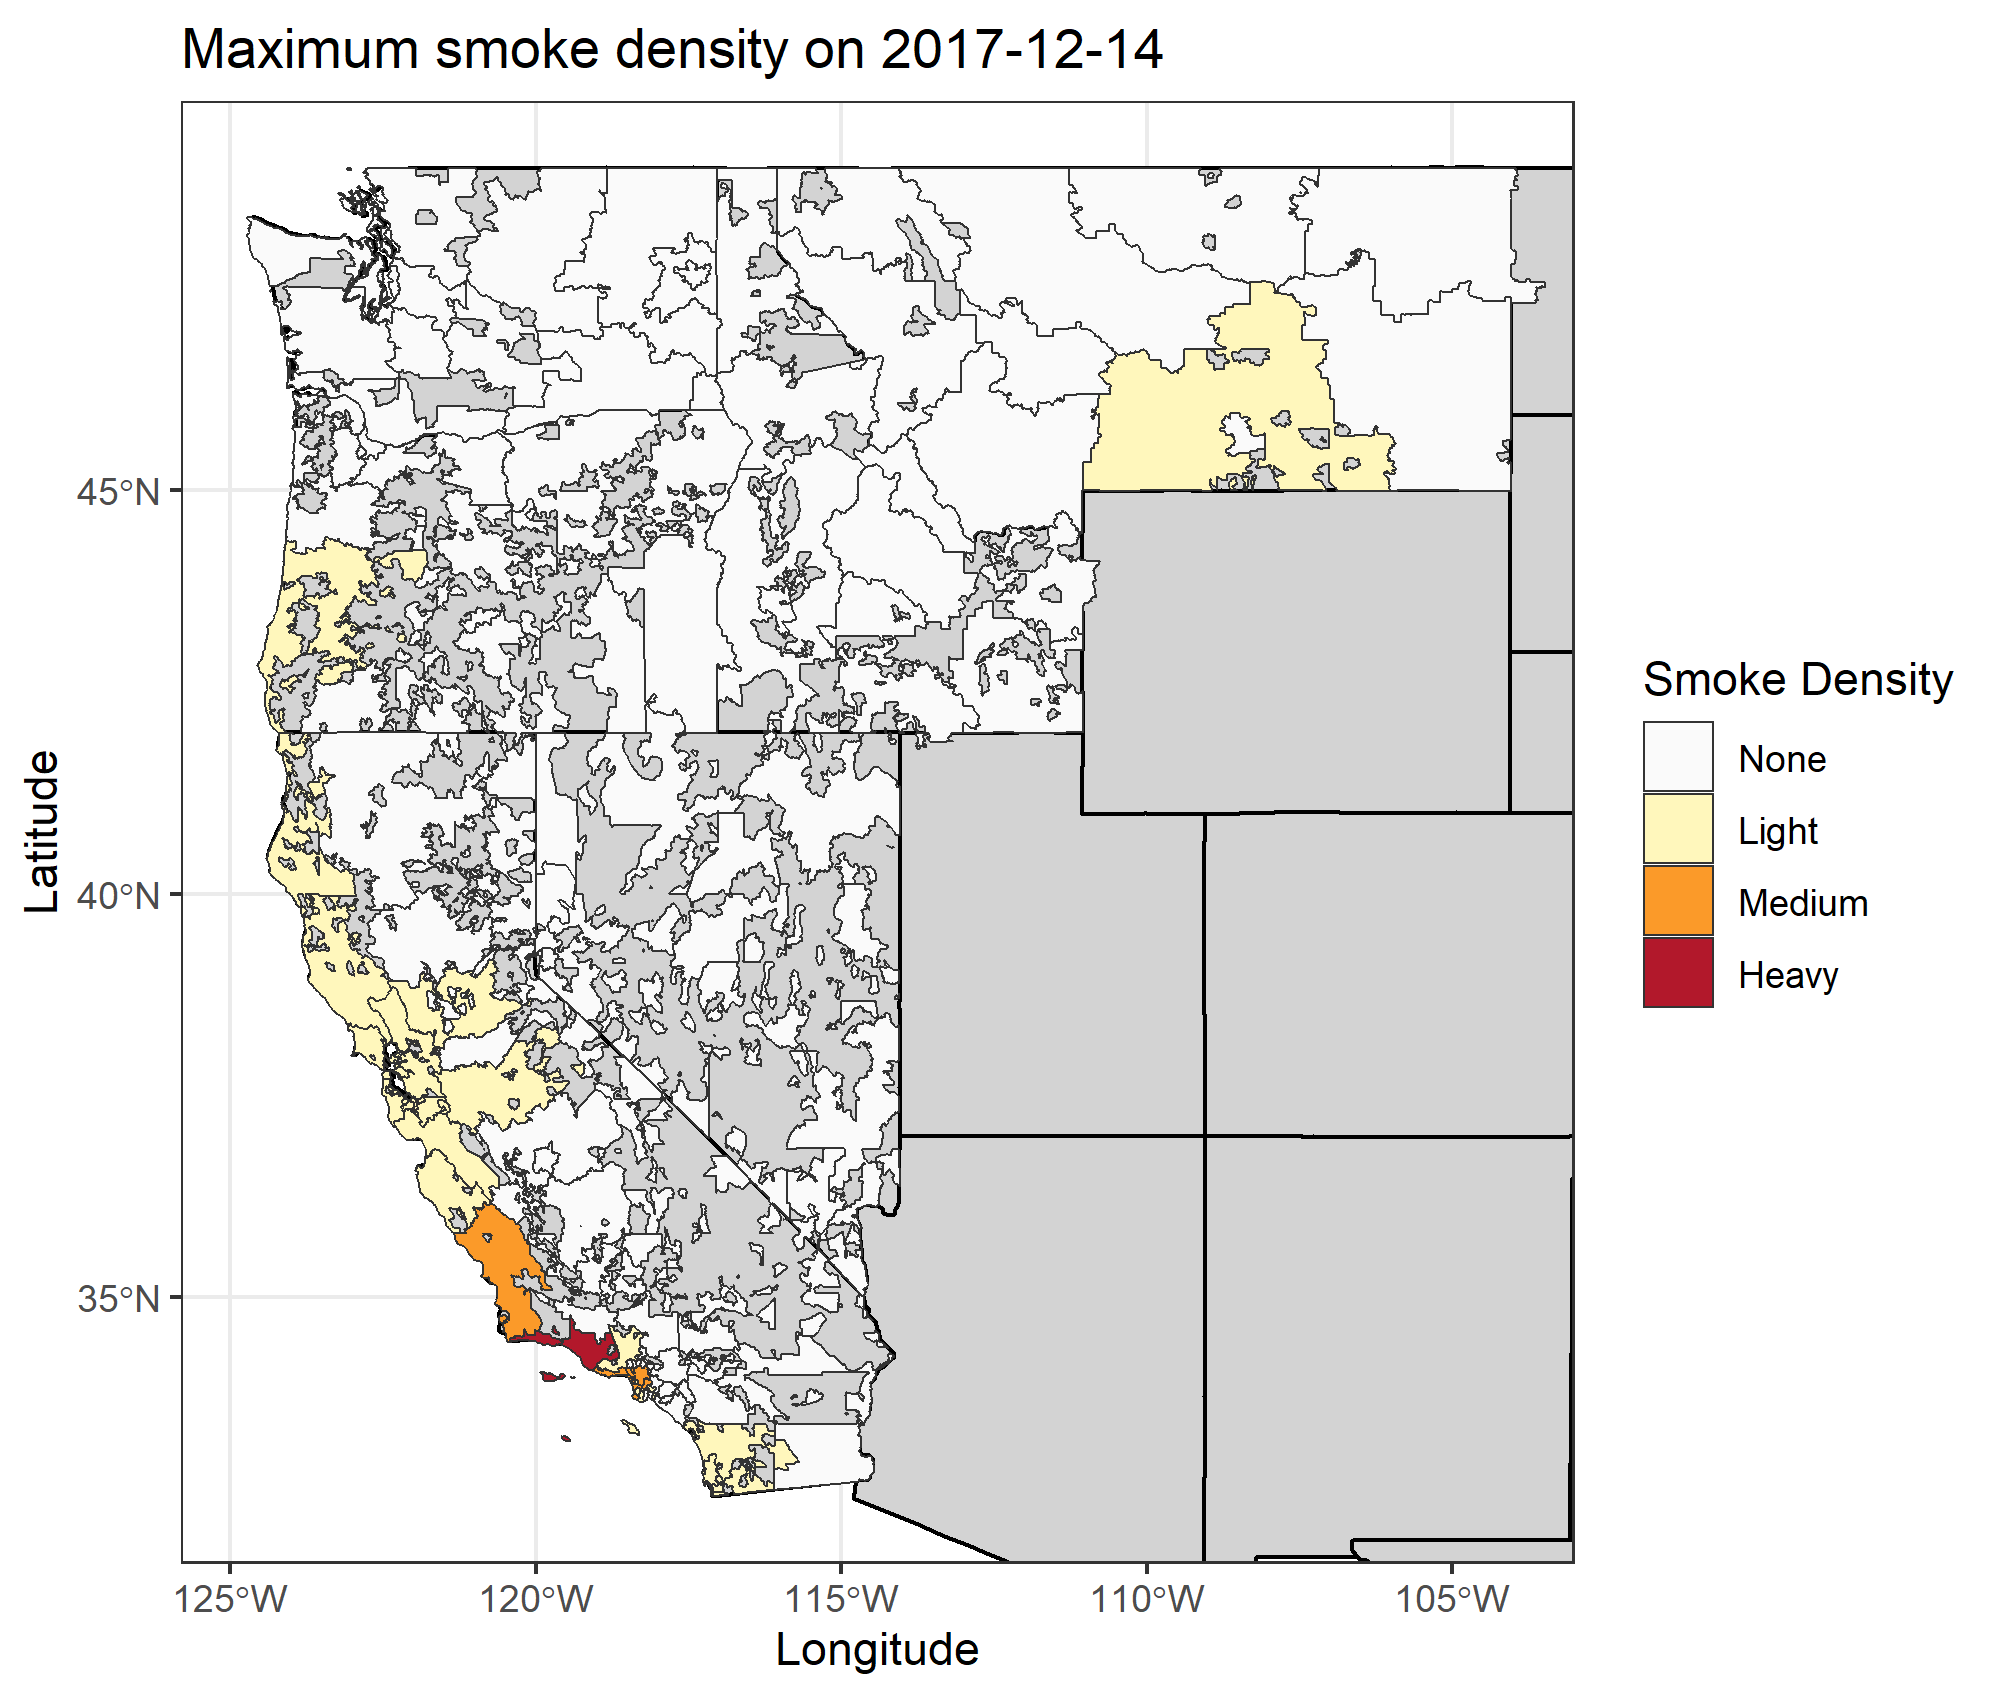 Maximum smoke density on 2017-12-14
45°N
40°N
35°N
Latitude
125°W
120°W
115°W
110°W
105°W
Longitude
Smoke Density
None
Light
Medium
Heavy